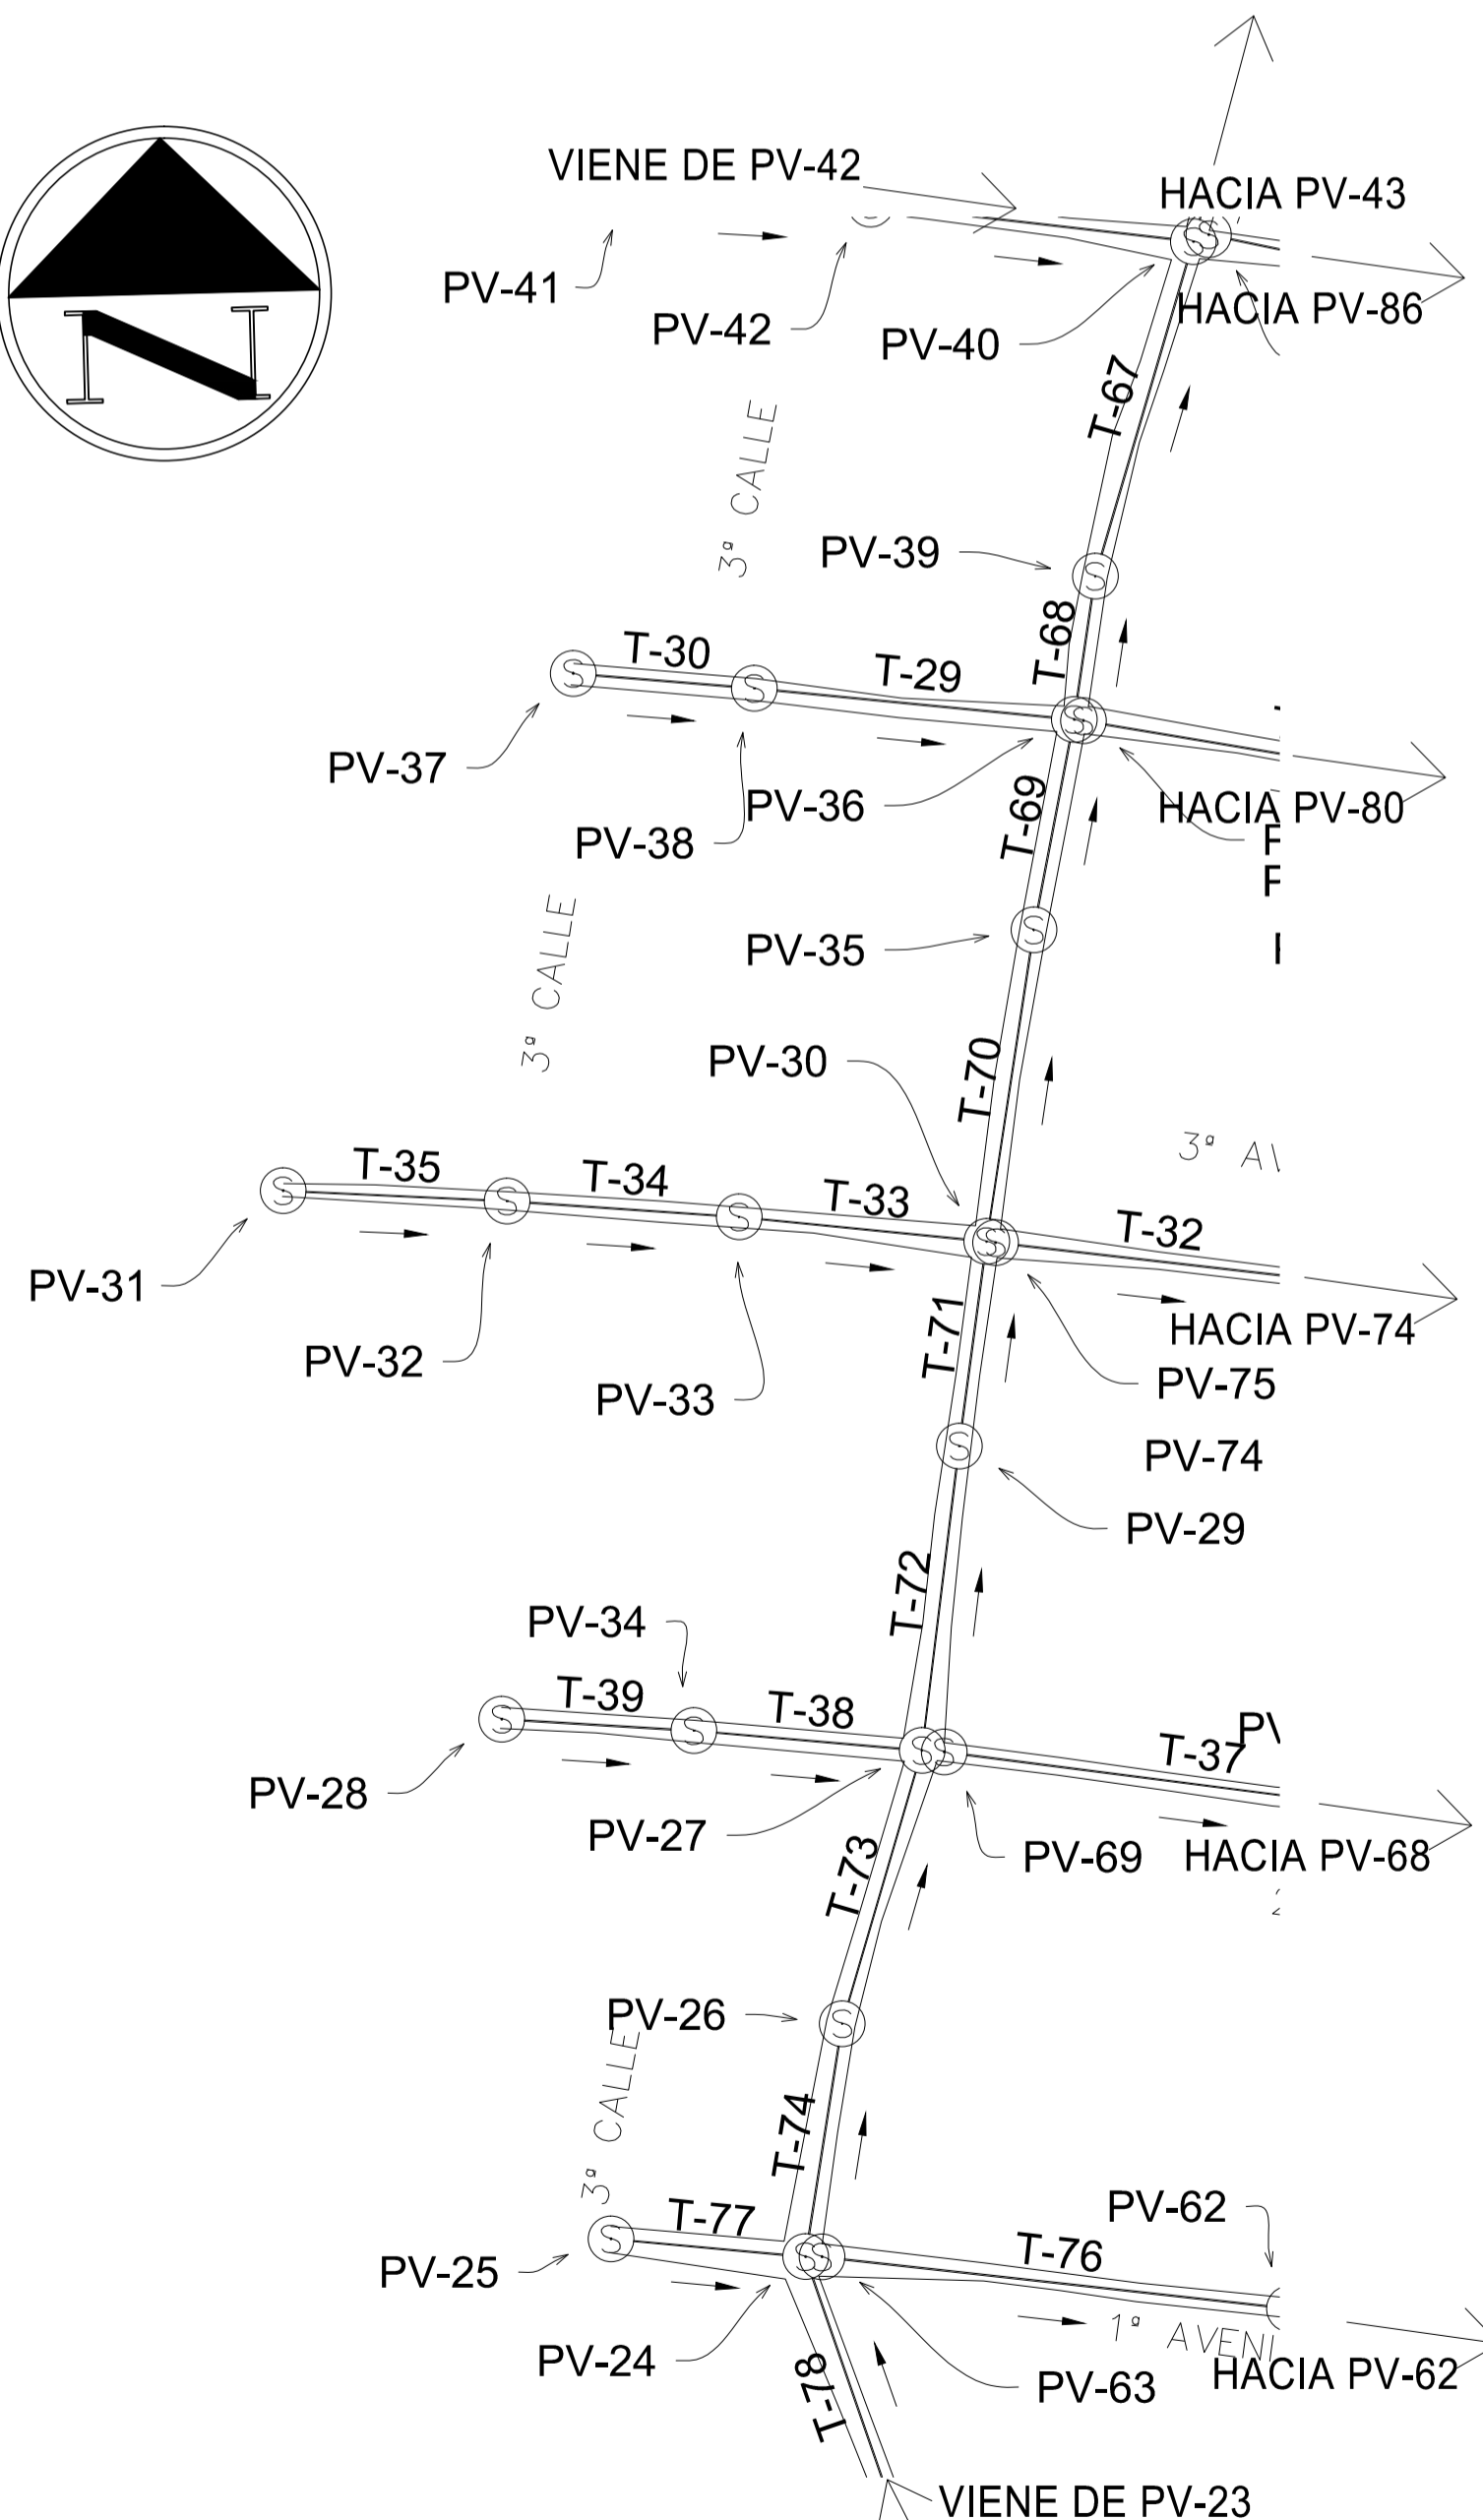 VIENE DE PV-42
HACIA PV-43
PV-41
HACIA PV-86
PV-42
PV-40
N
T-67
3ª CALLE
PV-39
T-68
T-30
T-29
PV-37
T-69
PV-36
HACIA PV-80
PV-38
3ª CALLE
PV-35
PV-30
T-70
3ª
T-35
T-34
T-33
T-32
PV-31
HACIA PV-74
T-71
PV-32
PV-75
PV-33
PV-74
PV-29
T-72
PV-34
T-39
T-38
T-37
PV-28
PV-27
PV-69
HACIA PV-68
T-73
PV-26
3ª CALLE
T-74
T-77
PV-62
T-76
PV-25
1ª
PV-24
PV-63
HACIA PV-62
T-78
VIENE DE PV-23